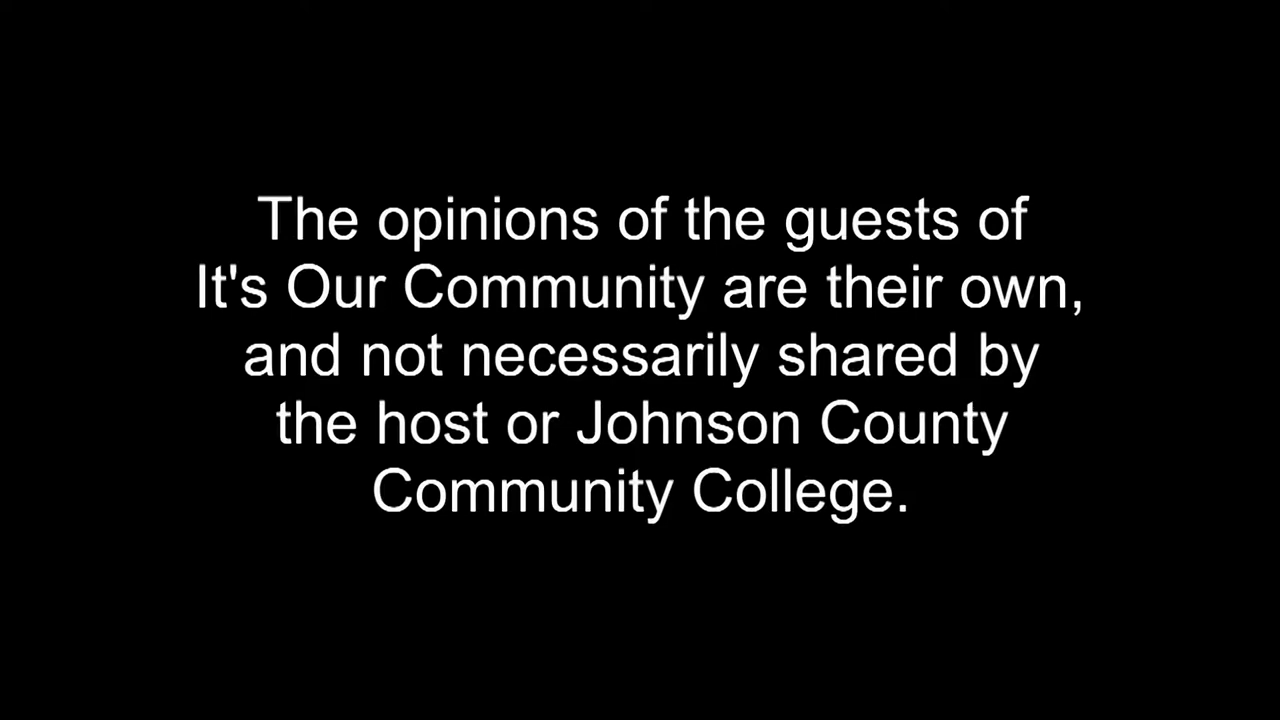 The opinions of the guests of
It's Our Community are their own,
and not necessarily shared by
the host or Johnson County
Community College.